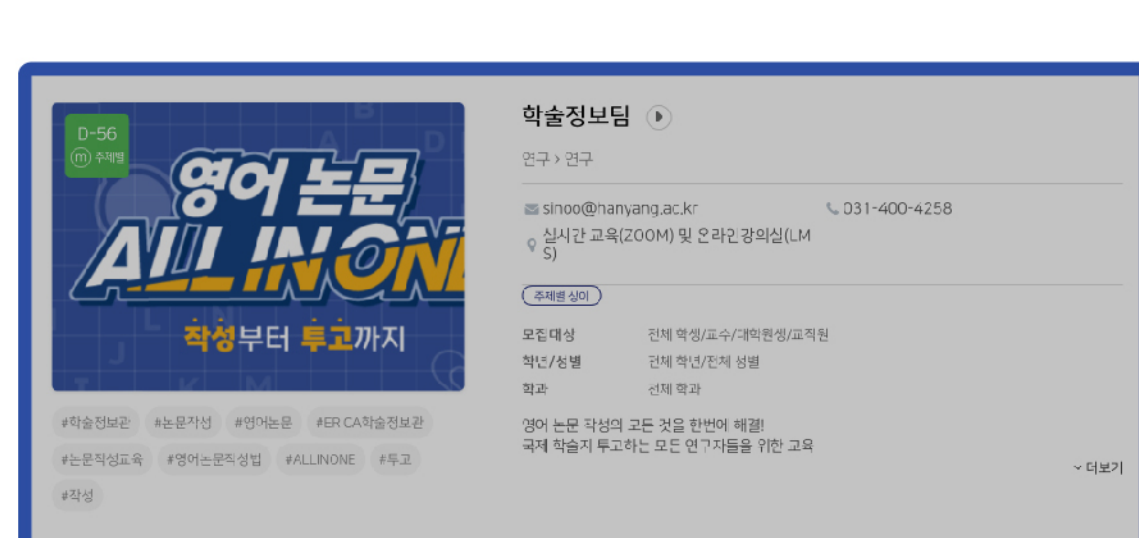 D-56
m 주제별
영어 논문
ALL IN ONE
작성부터 투고까지
#학술정보관 #논문작성 #영어논문 #ERICA학술정보관
#논문작성교육 #영어논문작성법 #ALLINONE #투고
#작성
학술정보팀
연구 > 연구
sinoo@hanyang.ac.kr 031-400-4258
실시간 교육(ZOOM) 및 온라인강의실(LM
S)
주제별 상이
모집대상 전체 학생/교수/대학원생/교직원
학년/성별 전체 학년/전체 성별
학과 전체 학과
영어 논문 작성의 모든 것을 한번에 해결!
국제 학술지 투고하는 모든 연구자들을 위한 교육
더보기